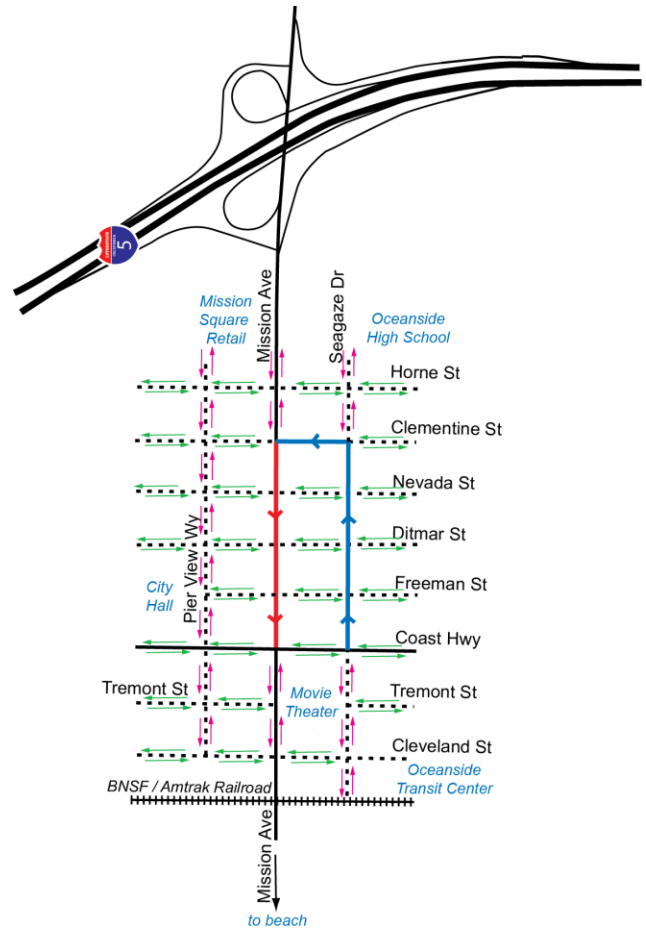 INTERSTATE
5
Mission
Square
Retail
Mission Ave
Seagaze Dr
Oceanside
High School
Horne St
Clementine St
Nevada St
Ditmar St
Pier View Wy
City
Hall
Freeman St
Coast Hwy
Tremont St
Movie
Theater
Tremont St
Cleveland St
BNSF / Amtrak Railroad
Oceanside
Transit Center
Mission Ave
to beach